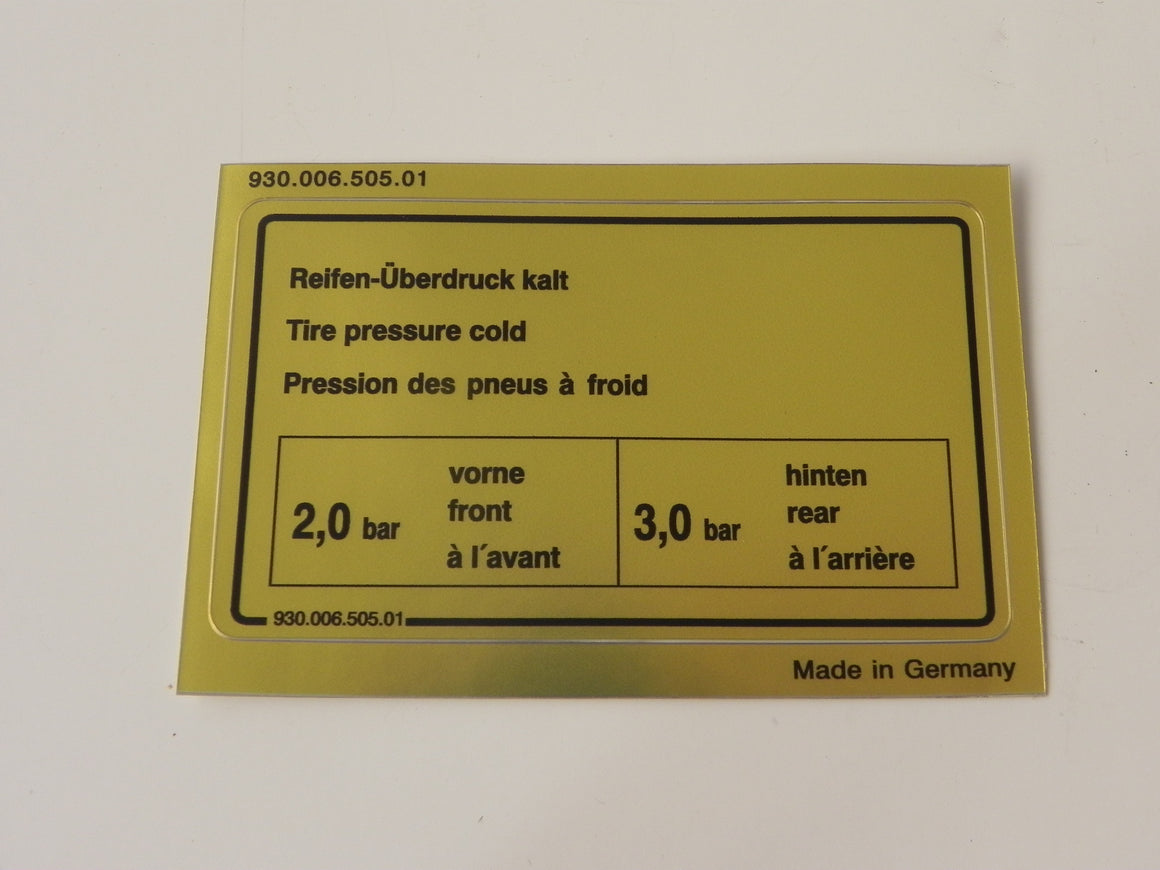 930.006.505.01
Reifen-Überdruck kalt
Tire pressure cold
Pression des pneus à froid
2,0 bar
vorne
front
à l´avant
3,0 bar
hinten
rear
à l´arrière
930.006.505.01
Made in Germany